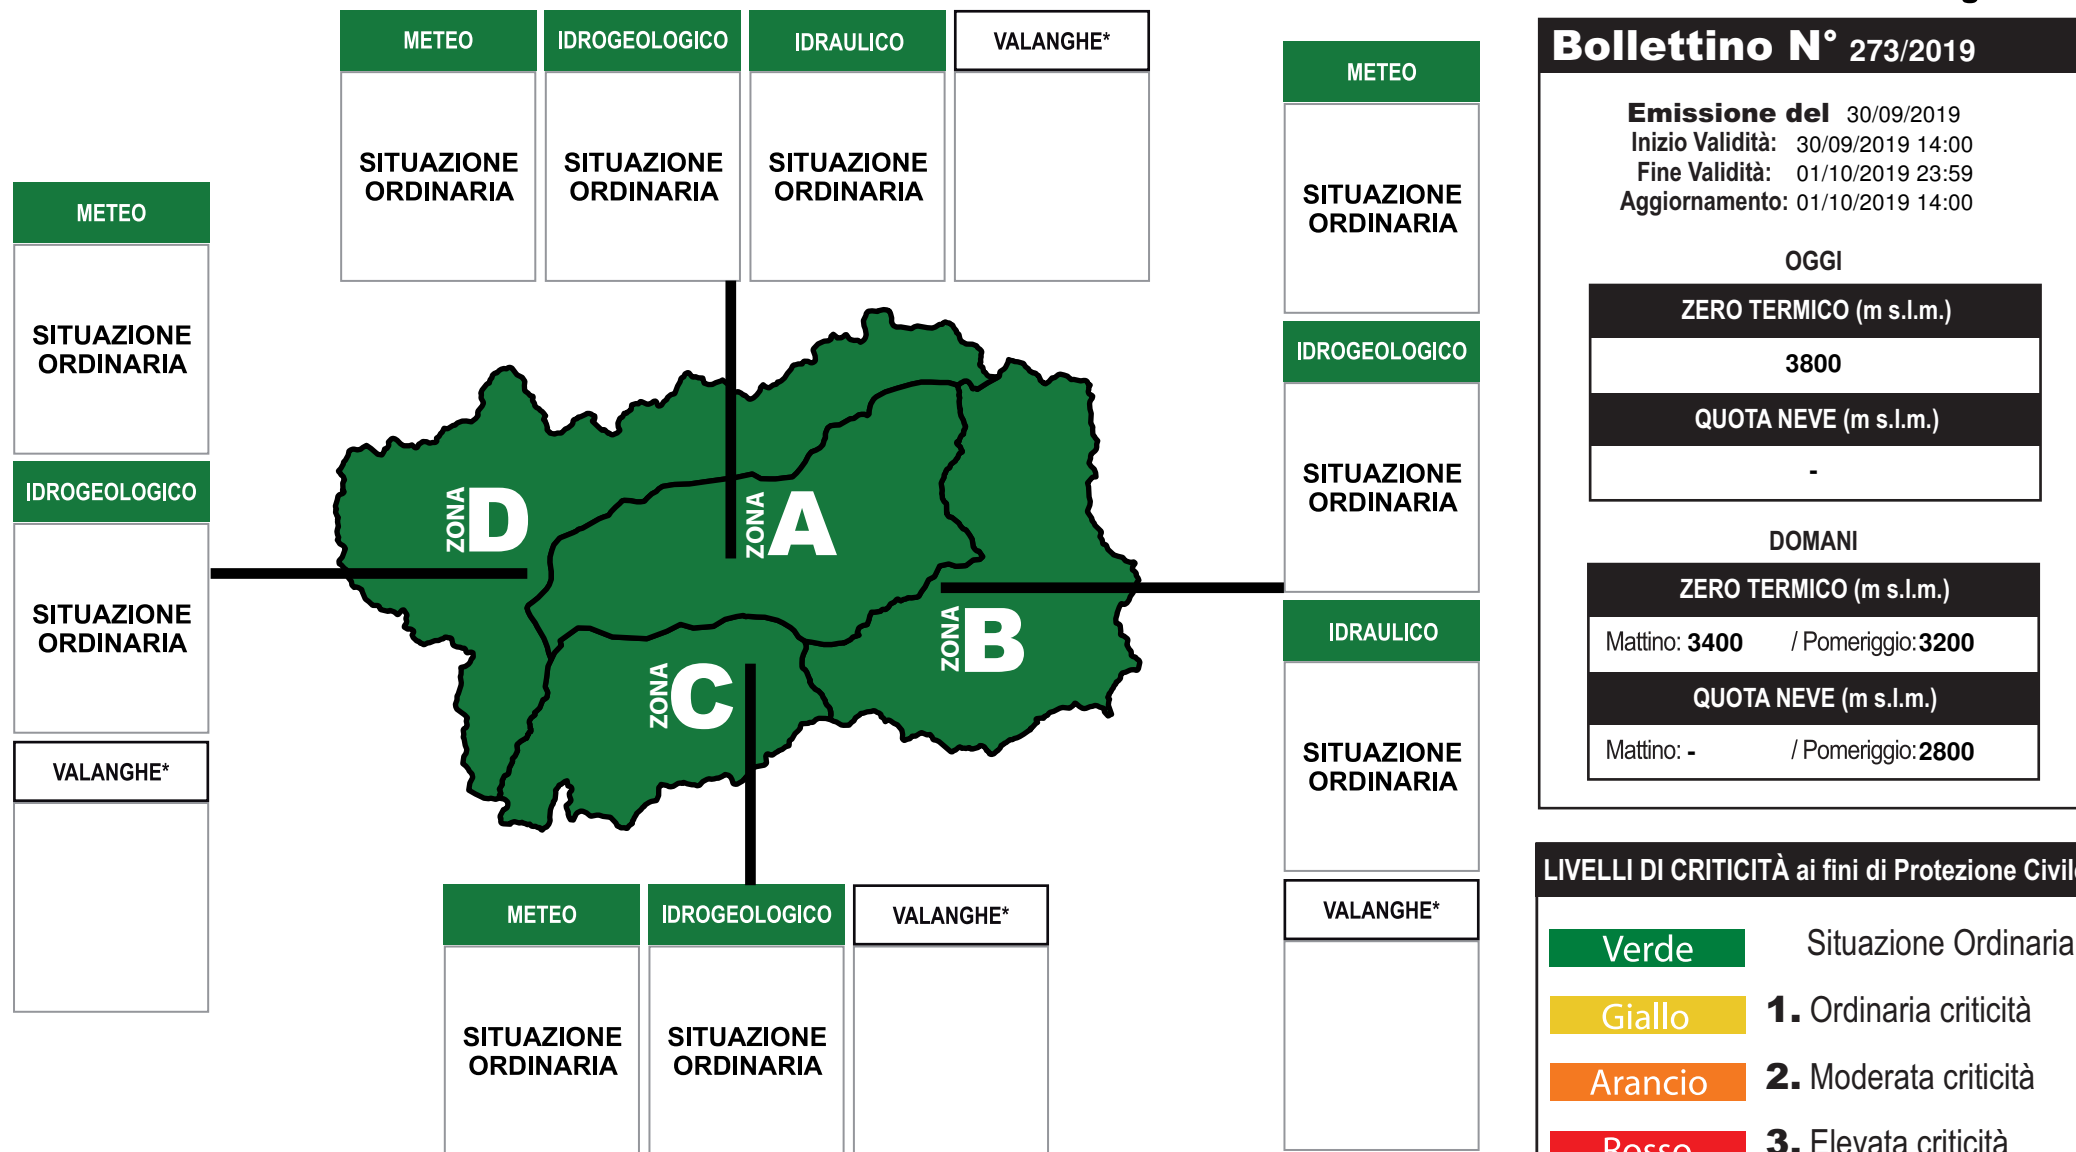 METEO
IDROGEOLOGICO
IDRAULICO
VALANGHE*
SITUAZIONE
ORDINARIA
SITUAZIONE
ORDINARIA
SITUAZIONE
ORDINARIA
METEO
SITUAZIONE
ORDINARIA
IDROGEOLOGICO
SITUAZIONE
ORDINARIA
VALANGHE*
ZONA D
ZONA A
ZONA B
ZONA C
METEO
SITUAZIONE
ORDINARIA
IDROGEOLOGICO
SITUAZIONE
ORDINARIA
IDRAULICO
SITUAZIONE
ORDINARIA
VALANGHE*
METEO
IDROGEOLOGICO
VALANGHE*
SITUAZIONE
ORDINARIA
SITUAZIONE
ORDINARIA
Bollettino N° 273/2019
Emissione del 30/09/2019
Inizio Validità: 30/09/2019 14:00
Fine Validità: 01/10/2019 23:59
Aggiornamento: 01/10/2019 14:00
OGGI
ZERO TERMICO (m s.l.m.)
3800
QUOTA NEVE (m s.l.m.)
-
DOMANI
ZERO TERMICO (m s.l.m.)
Mattino: 3400 / Pomeriggio: 3200
QUOTA NEVE (m s.l.m.)
Mattino: - / Pomeriggio: 2800
LIVELLI DI CRITICITÀ ai fini di Protezione Civile
Verde Situazione Ordinaria
Giallo 1. Ordinaria criticità
Arancio 2. Moderata criticità
Rosso 3. Elevata criticità